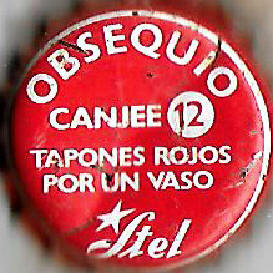 OBSEQUIO
CANJEE 12
TAPONES ROJOS
POR UN VASO
Stel